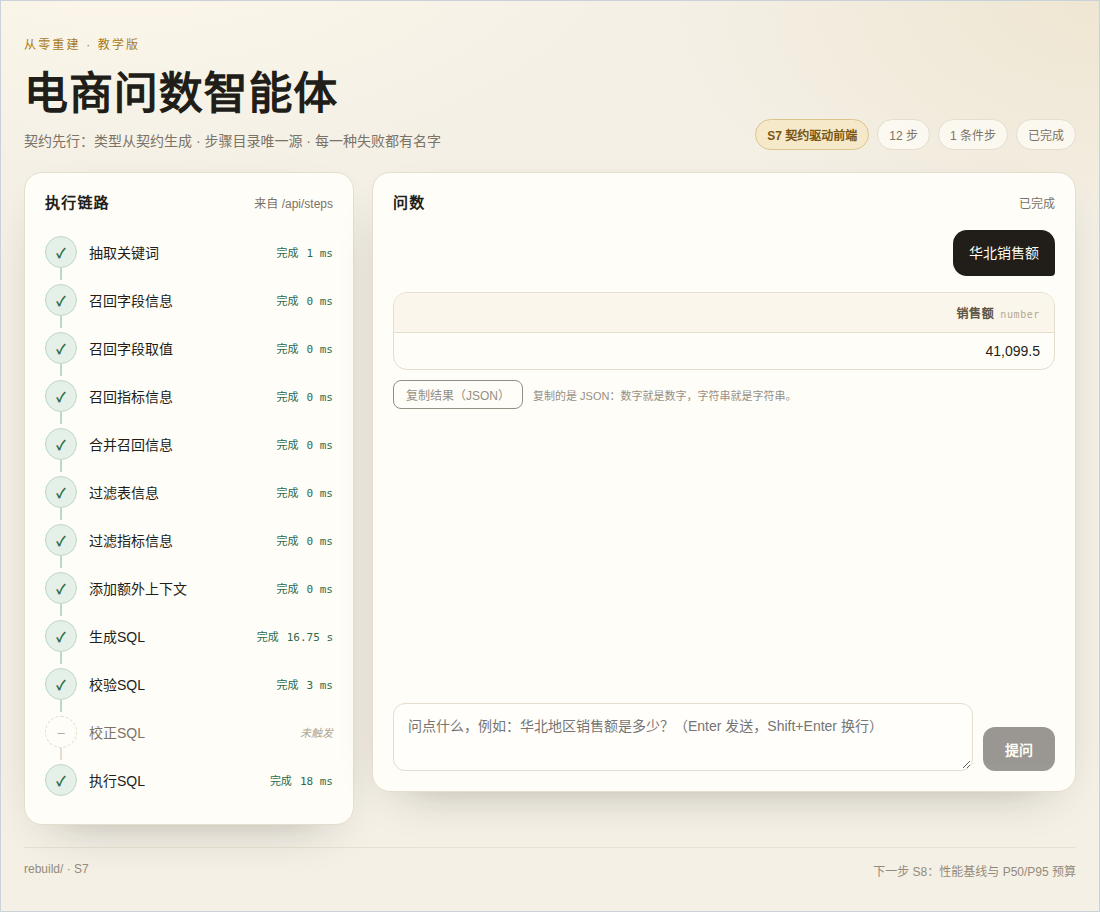 从零重建 · 教学版
电商问数智能体
契约先行：类型从契约生成 · 步骤目录唯一源 · 每一种失败都有名字
S7 契约驱动前端
12 步
1 条件步
已完成
执行链路
来自 /api/steps
✓ 抽取关键词 完成 1 ms
✓ 召回字段信息 完成 0 ms
✓ 召回字段取值 完成 0 ms
✓ 召回指标信息 完成 0 ms
✓ 合并召回信息 完成 0 ms
✓ 过滤表信息 完成 0 ms
✓ 过滤指标信息 完成 0 ms
✓ 添加额外上下文 完成 0 ms
✓ 生成SQL 完成 16.75 s
✓ 校验SQL 完成 3 ms
– 校正SQL 未触发
✓ 执行SQL 完成 18 ms
问数
已完成
华北销售额
销售额 number
41,099.5
复制结果（JSON）
复制的是 JSON：数字就是数字，字符串就是字符串。
问点什么，例如：华北地区销售额是多少？（Enter 发送，Shift+Enter 换行）
提问
rebuild/ · S7
下一步 S8：性能基线与 P50/P95 预算